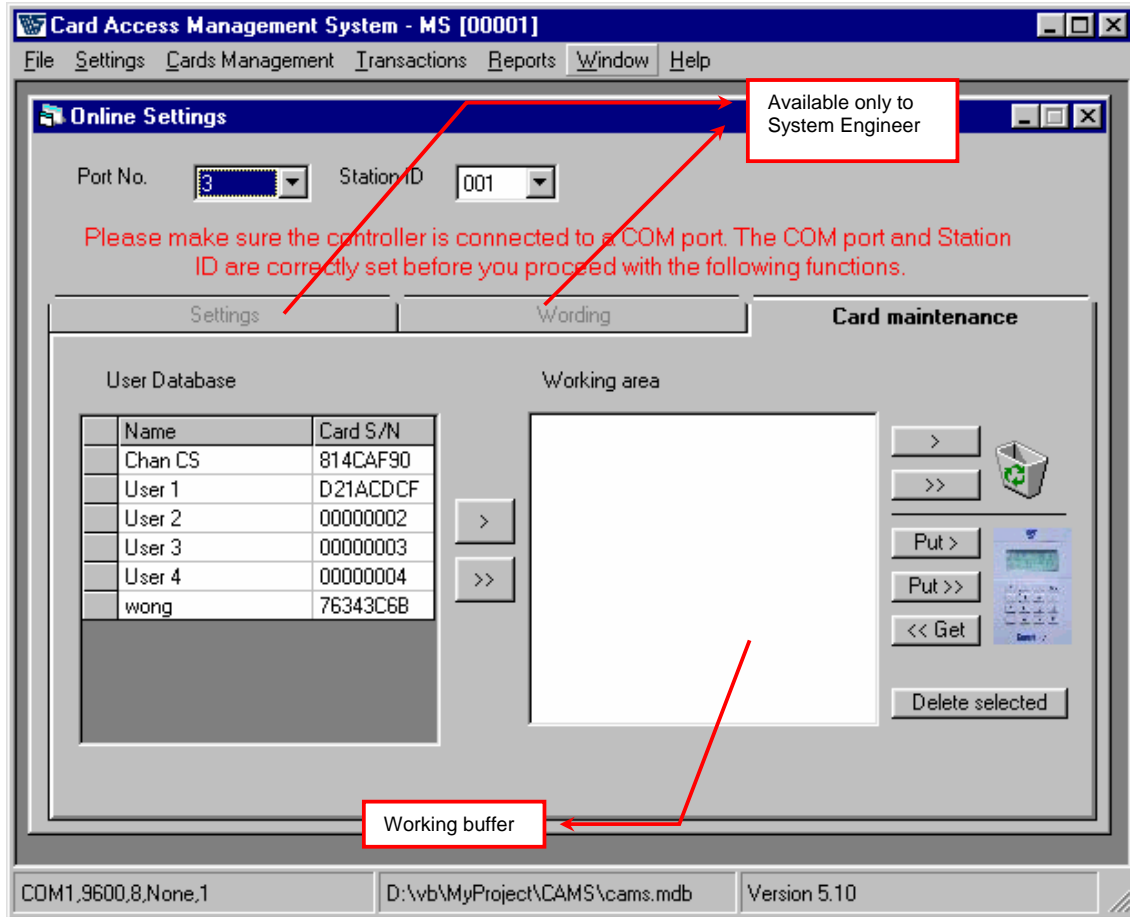 Card Access Management System - MS [00001]
File Settings Cards Management Transactions Reports Window Help
Online Settings
Available only to
System Engineer
Port No. 3 Station ID 001
Please make sure the controller is connected to a COM port. The COM port and Station
ID are correctly set before you proceed with the following functions.
Settings Wording Card maintenance
User Database Working area
Name Card S/N
Chan CS 814CAF90
User 1 D21ACDCF
User 2 00000002
User 3 00000003
User 4 00000004
wong 76343C6B
>
>>
>
>>
Put >
Put >>
<< Get
Delete selected
Working buffer
COM1,9600,8,None,1 D:\vb\MyProject\CAMS\cams.mdb Version 5.10